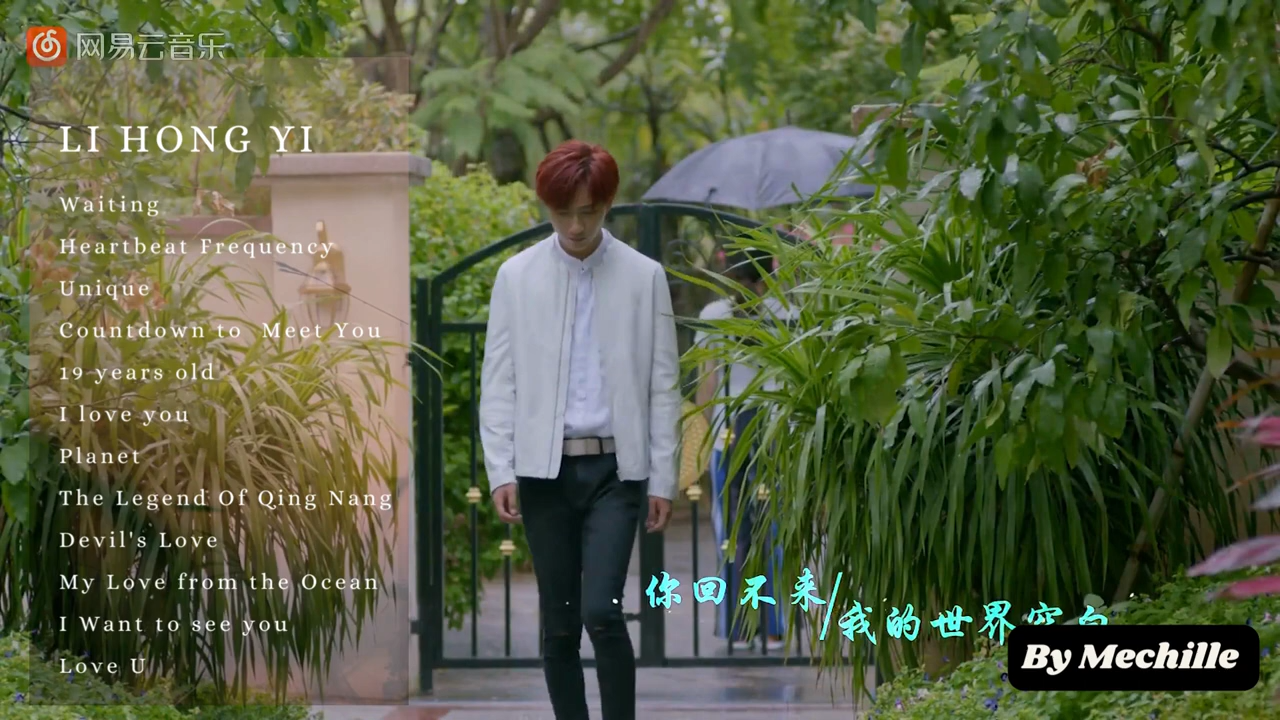 网易云音乐
LI HONG YI
Waiting
Heartbeat Frequency
Unique
Countdown to Meet You
19 years old
I love you
Planet
The Legend Of Qing Nang
Devil's Love
My Love from the Ocean
I Want to see you
Love U
你回不来/
我的世界空白
By Mechille